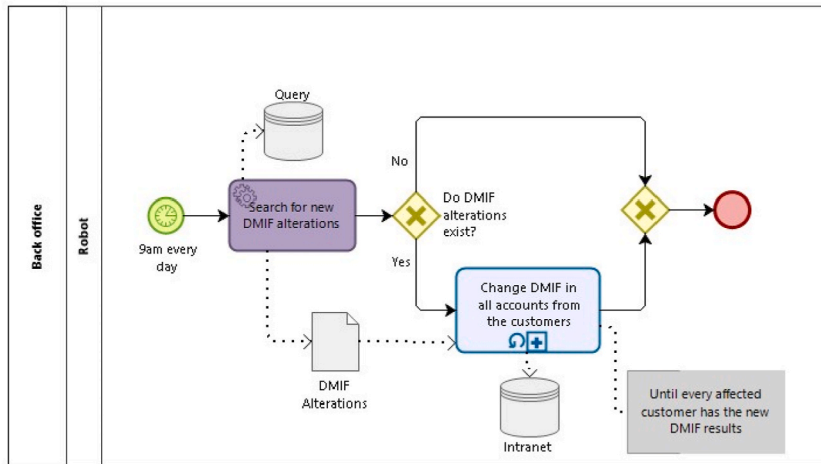 Back office
Robot
Query
Search for new
DMIF alterations
9am every
day
No
Do DMIF
alterations
exist?
Yes
Change DMIF in
all accounts from
the customers
DMIF
Alterations
Intranet
Until every affected
customer has the new
DMIF results